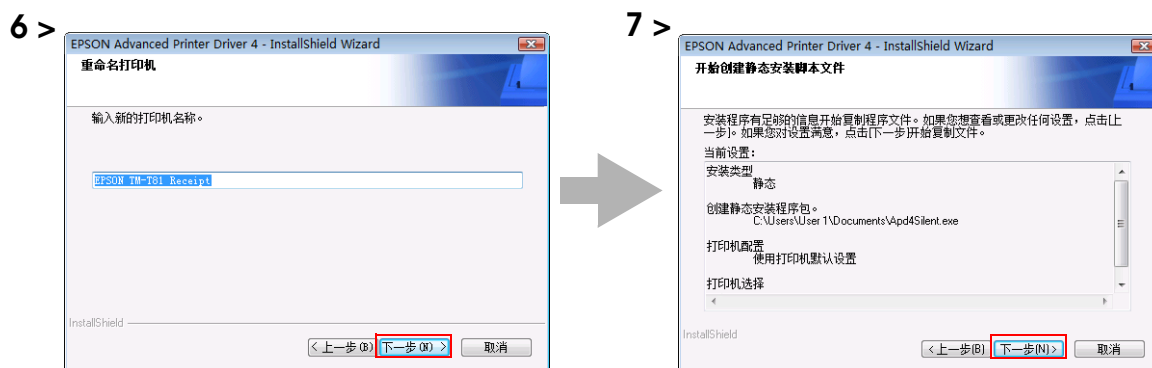 6 >
EPSON Advanced Printer Driver 4 - InstallShield Wizard
重命名打印机
输入新的打印机名称。
EPSON TM-T81 Receipt
InstallShield
< 上一步(B)
下一步(N) >
取消
7 >
EPSON Advanced Printer Driver 4 - InstallShield Wizard
开始创建静态安装脚本文件
安装程序有足够的信息开始复制程序文件。如果您想查看或更改任何设置，点击[上
一步]。如果您对设置满意，点击[下一步]开始复制文件。
当前设置：
安装类型
静态
创建静态安装程序包。
C:\Users\User 1\Documents\Apd4Silent.exe
打印机配置
使用打印机默认设置
打印机选择
InstallShield
<上一步(B)
下一步(N)>
取消